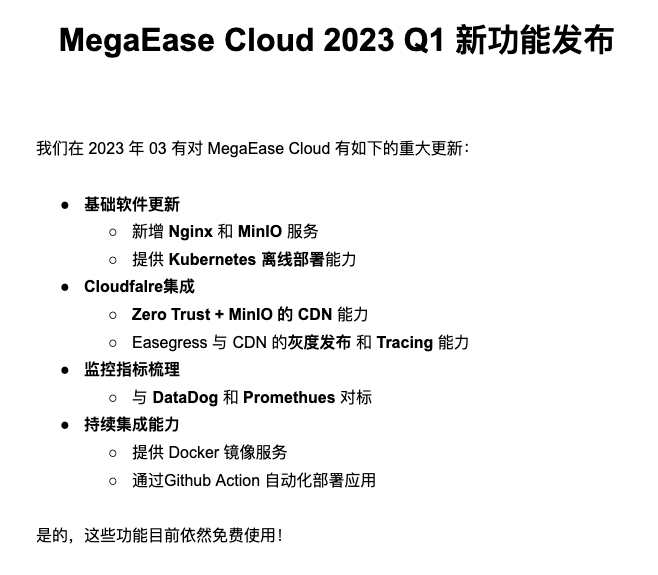 MegaEase Cloud 2023 Q1 新功能发布
我们在 2023 年 03 有对 MegaEase Cloud 有如下的重大更新：
● 基础软件更新
○ 新增 Nginx 和 MinIO 服务
○ 提供 Kubernetes 离线部署能力
● Cloudfalre集成
○ Zero Trust + MinIO 的 CDN 能力
○ Easegress 与 CDN 的灰度发布 和 Tracing 能力
● 监控指标梳理
○ 与 DataDog 和 Promethues 对标
● 持续集成能力
○ 提供 Docker 镜像服务
○ 通过Github Action 自动化部署应用
是的，这些功能目前依然免费使用！